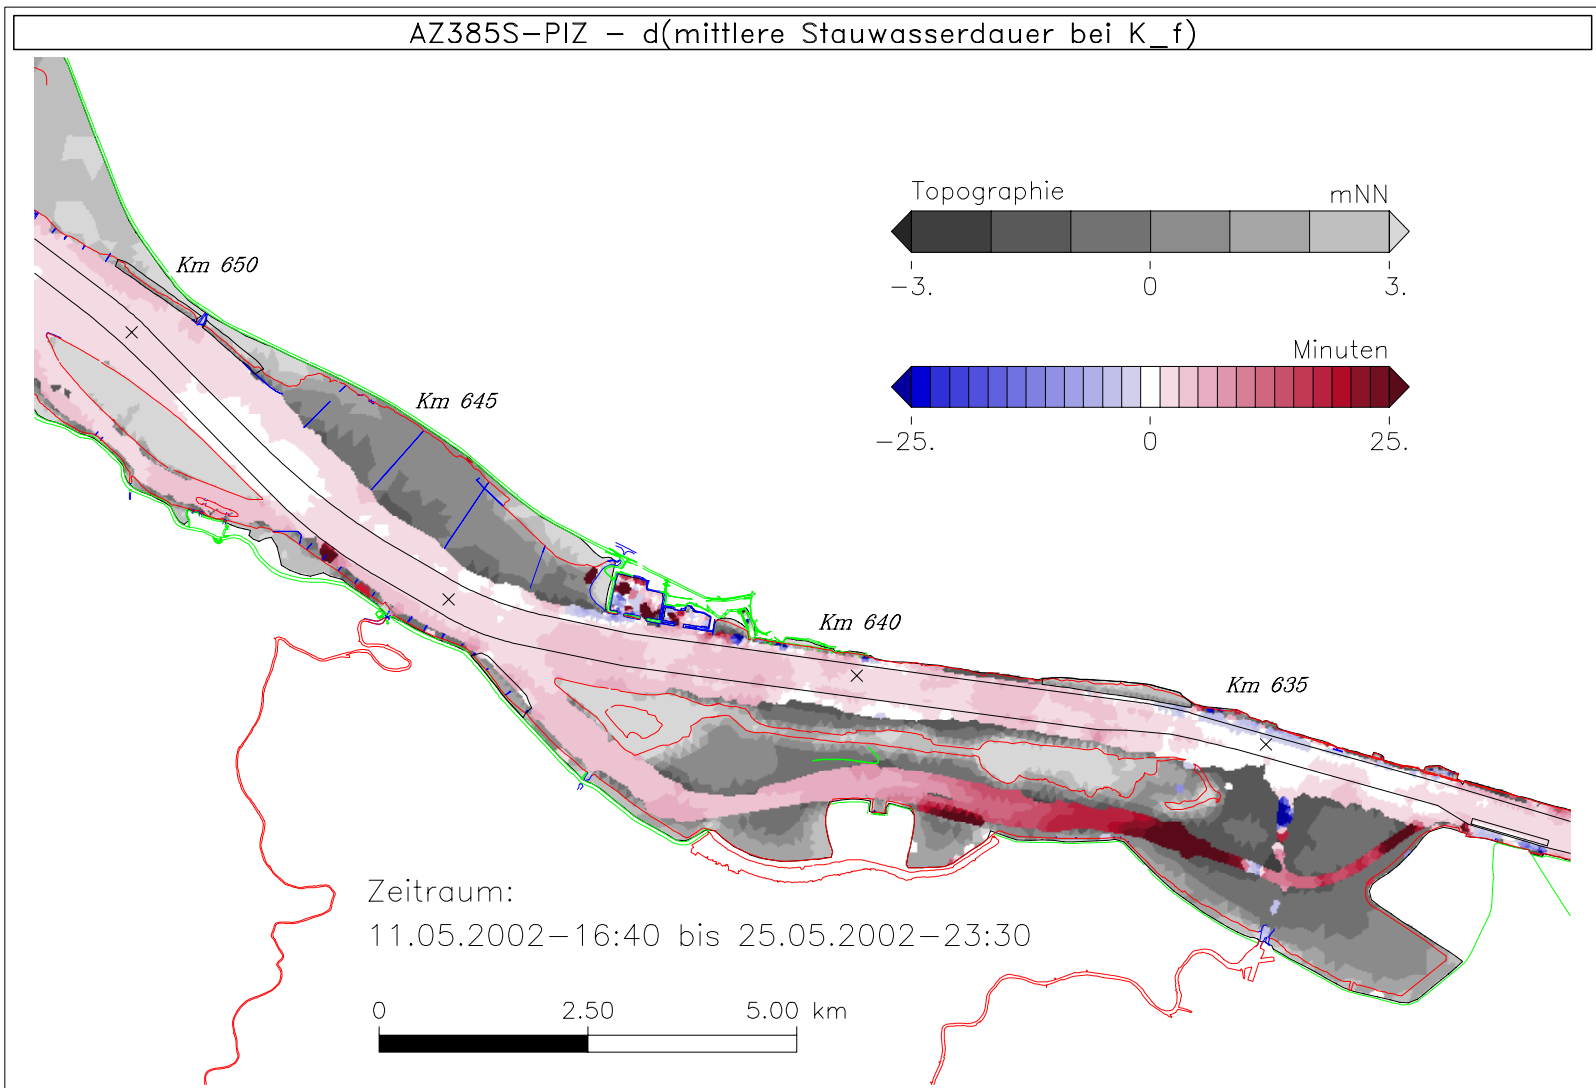 AZ385S-PIZ - d(mittlere Stauwasserdauer bei K_f)
Topographie mNN
-3. 0 3.
Km 650
Minuten
-25. 0 25.
Km 645
Km 640
Km 635
Zeitraum:
11.05.2002-16:40 bis 25.05.2002-23:30
0 2.50 5.00 km